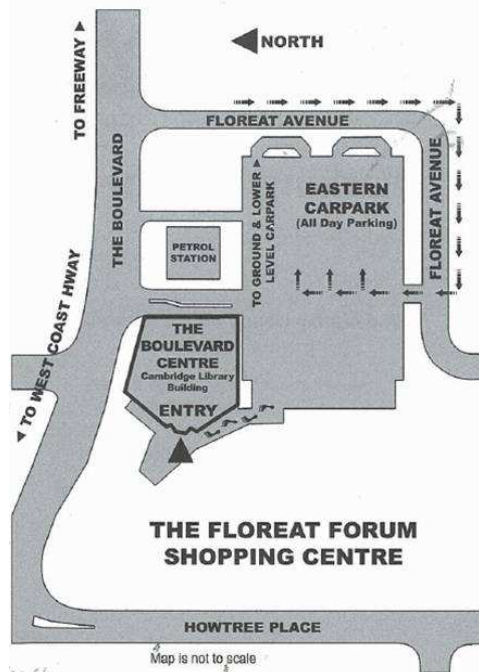 TO FREEWAY
NORTH
FLOREAT AVENUE
THE BOULEVARD
TO GROUND & LOWER
LEVEL CARPARK
EASTERN
CARPARK
(All Day Parking)
FLOREAT AVENUE
PETROL
STATION
TO WEST COAST HWAY
THE
BOULEVARD
CENTRE
Cambridge Library
Building
ENTRY
THE FLOREAT FORUM
SHOPPING CENTRE
HOWTREE PLACE
Map is not to scale